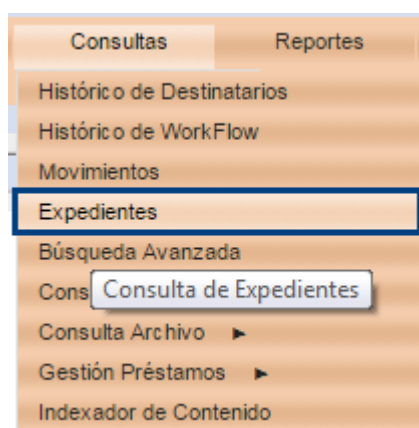 Consultas Reportes
Histórico de Destinatarios
Histórico de WorkFlow
Movimientos
Expedientes
Búsqueda Avanzada
Consulta de Expedientes
Consulta Archivo
Gestión Préstamos
Indexador de Contenido